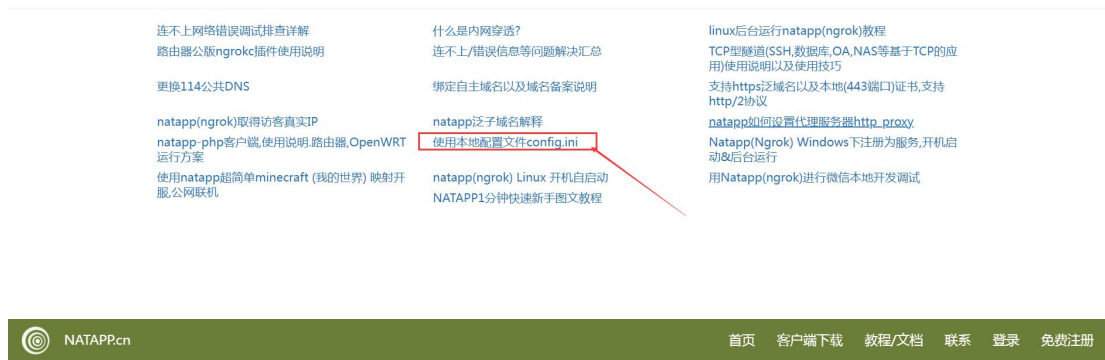 连不上网络错误调试排查详解
什么是内网穿透?
linux后台运行natapp(ngrok)教程
路由器公版ngrokc插件使用说明
连不上/错误信息等问题解决汇总
TCP型隧道(SSH,数据库,OA,NAS等基于TCP的应
用)使用说明以及使用技巧
更换114公共DNS
绑定自主域名以及域名备案说明
支持https泛域名以及本地(443端口)证书,支持
http/2协议
natapp(ngrok)取得访客真实IP
natapp泛子域名解释
natapp如何设置代理服务器http_proxy
natapp-php客户端,使用说明.路由器,OpenWRT
运行方案
使用本地配置文件config.ini
Natapp(Ngrok) Windows下注册为服务,开机启
动&后台运行
使用natapp超简单minecraft (我的世界) 映射开
服,公网联机
natapp(ngrok) Linux 开机自启动
用Natapp(ngrok)进行微信本地开发调试
NATAPP1分钟快速新手图文教程
NATAPP.cn
首页 客户端下载 教程/文档 联系 登录 免费注册